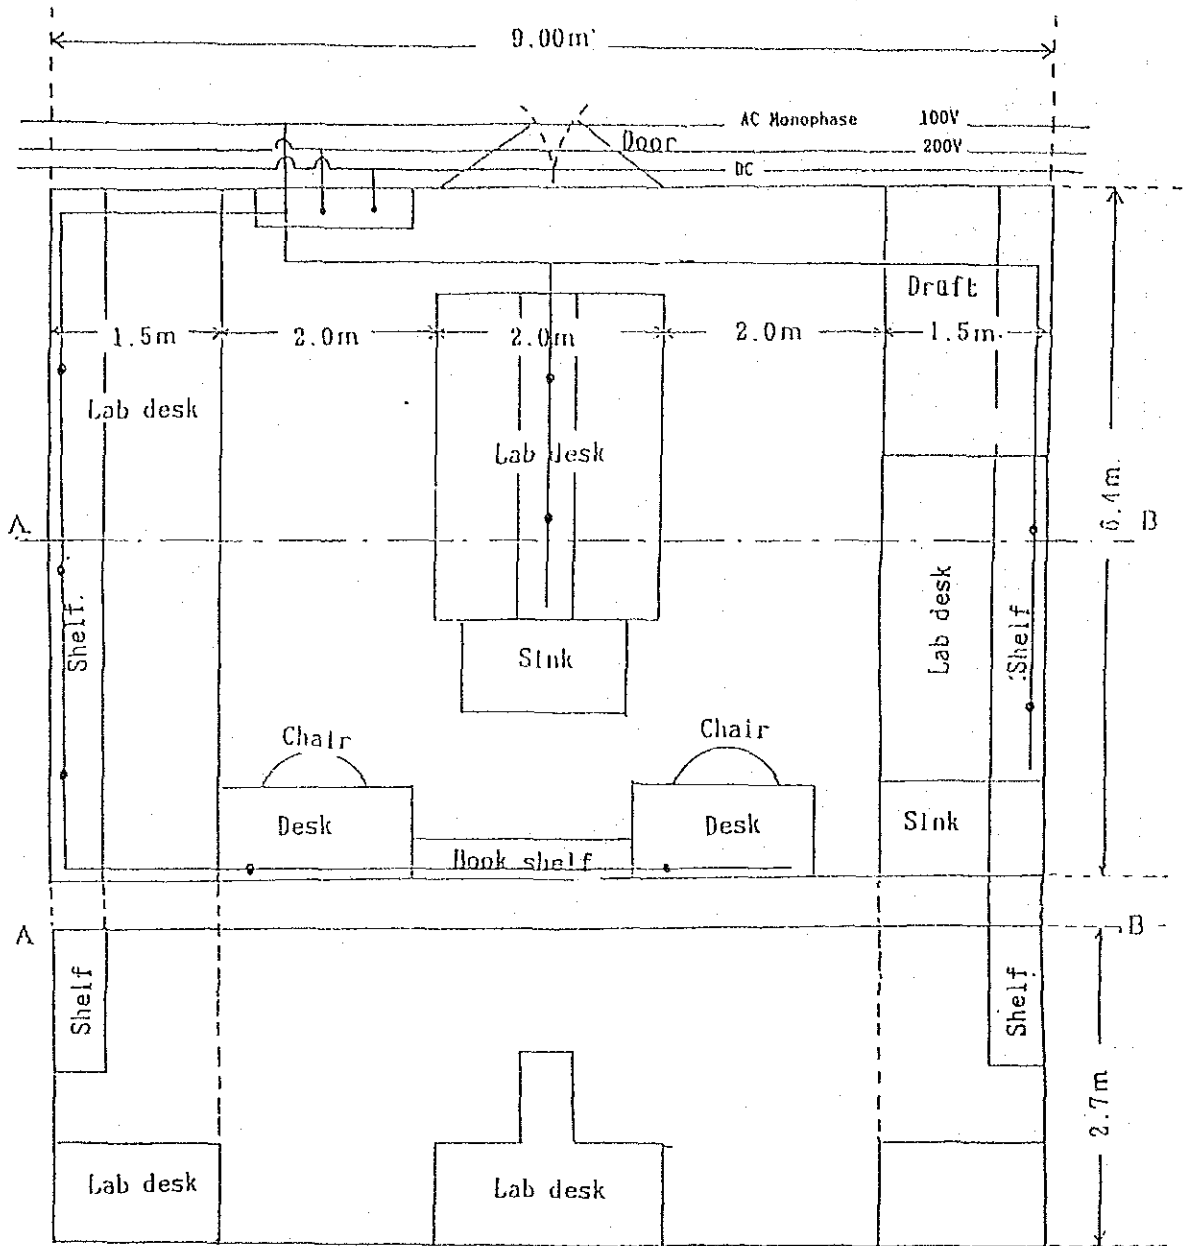 9.00m
AC Monophase 100V
Door 200V
DC
Draft
1.5m 2.0m 2.0m 2.0m 1.5m
Lab desk
Lab desk
6.4m
A B
Lab desk
Shelf
Shelf
Sink
Chair Chair
Desk Desk Sink
Book shelf
A B
Shelf Shelf
2.7m
Lab desk Lab desk